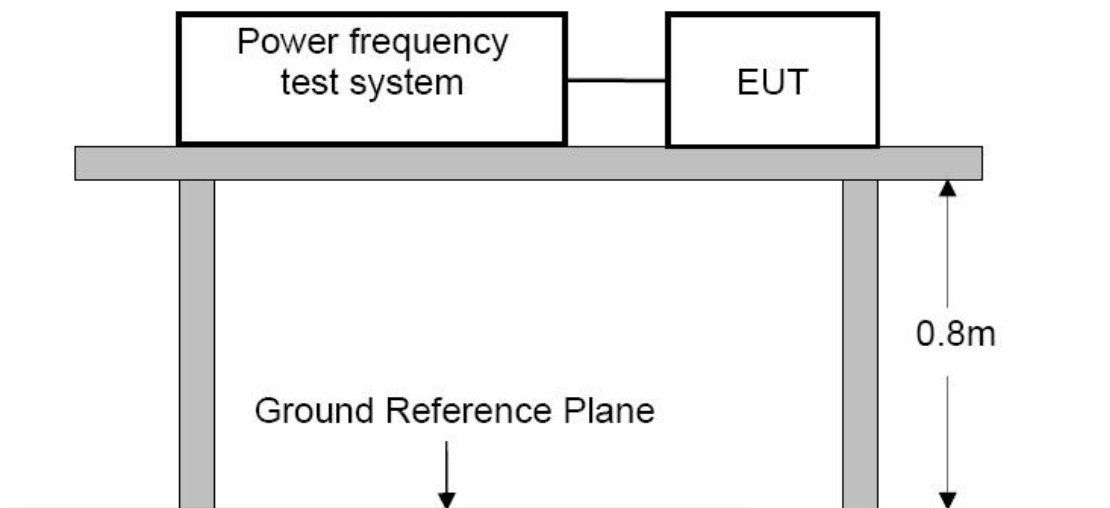 Power frequency
test system
EUT
0.8m
Ground Reference Plane